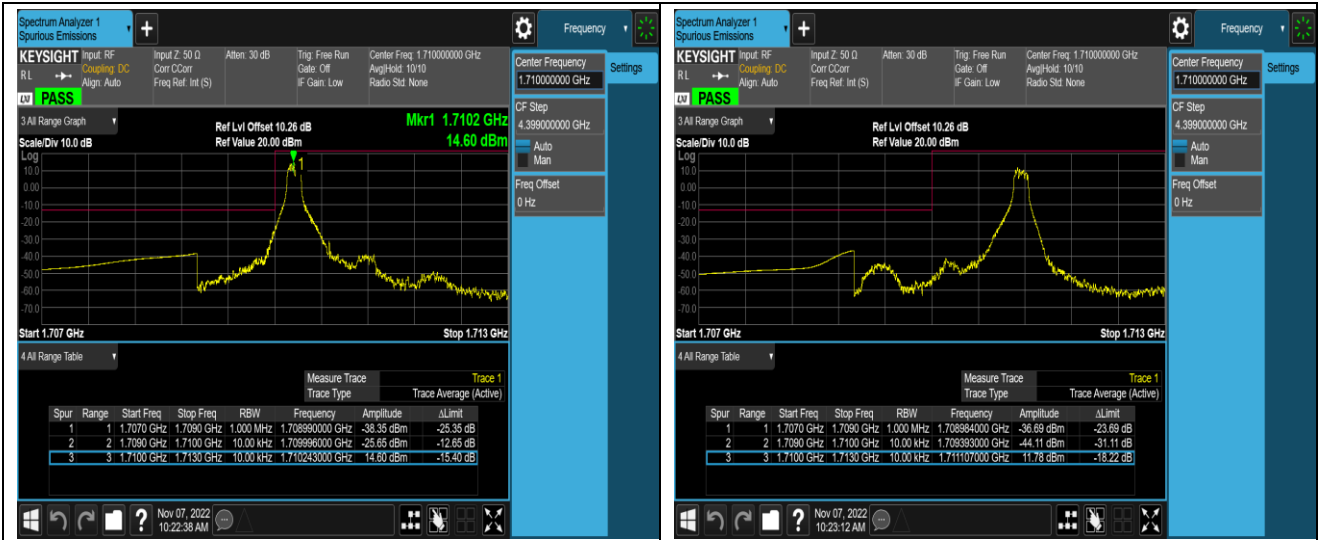 Spectrum Analyzer 1
Spurious Emissions
+
Frequency
KEYSIGHT
RL
LXI
PASS
Input: RF
Coupling: DC
Align: Auto
Input Z: 50 Ω
Corr CCorr
Freq Ref: Int (S)
Atten: 30 dB
Trig: Free Run
Gate: Off
IF Gain: Low
Center Freq: 1.710000000 GHz
Avg|Hold: 10/10
Radio Std: None
Center Frequency
1.710000000 GHz
Settings
CF Step
4.399000000 GHz
Auto
Man
Freq Offset
0 Hz
3 All Range Graph
Scale/Div 10.0 dB
Ref Lvl Offset 10.26 dB
Ref Value 20.00 dBm
Mkr1 1.7102 GHz
14.60 dBm
Log
1
10.0
0.00
-10.0
-20.0
-30.0
-40.0
-50.0
-60.0
-70.0
Start 1.707 GHz
Stop 1.713 GHz
4 All Range Table
Measure Trace Trace 1
Trace Type Trace Average (Active)
Spur Range Start Freq Stop Freq RBW Frequency Amplitude ΔLimit
1 1 1.7070 GHz 1.7090 GHz 1.000 MHz 1.708990000 GHz -38.35 dBm -25.35 dB
2 2 1.7090 GHz 1.7100 GHz 10.00 kHz 1.709996000 GHz -25.65 dBm -12.65 dB
3 3 1.7100 GHz 1.7130 GHz 10.00 kHz 1.710243000 GHz 14.60 dBm -15.40 dB
?
Nov 07, 2022
10:22:38 AM
Spectrum Analyzer 1
Spurious Emissions
+
Frequency
KEYSIGHT
RL
LXI
PASS
Input: RF
Coupling: DC
Align: Auto
Input Z: 50 Ω
Corr CCorr
Freq Ref: Int (S)
Atten: 30 dB
Trig: Free Run
Gate: Off
IF Gain: Low
Center Freq: 1.710000000 GHz
Avg|Hold: 10/10
Radio Std: None
Center Frequency
1.710000000 GHz
Settings
CF Step
4.399000000 GHz
Auto
Man
Freq Offset
0 Hz
3 All Range Graph
Scale/Div 10.0 dB
Ref Lvl Offset 10.26 dB
Ref Value 20.00 dBm
Log
10.0
0.00
-10.0
-20.0
-30.0
-40.0
-50.0
-60.0
-70.0
Start 1.707 GHz
Stop 1.713 GHz
4 All Range Table
Measure Trace Trace 1
Trace Type Trace Average (Active)
Spur Range Start Freq Stop Freq RBW Frequency Amplitude ΔLimit
1 1 1.7070 GHz 1.7090 GHz 1.000 MHz 1.708984000 GHz -36.69 dBm -23.69 dB
2 2 1.7090 GHz 1.7100 GHz 10.00 kHz 1.709393000 GHz -44.11 dBm -31.11 dB
3 3 1.7100 GHz 1.7130 GHz 10.00 kHz 1.711107000 GHz 11.78 dBm -18.22 dB
?
Nov 07, 2022
10:23:12 AM